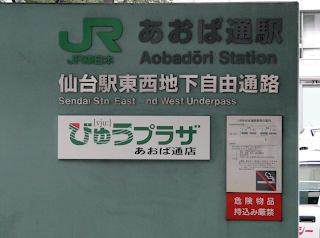 JR あおば通駅
JR東日本 Aobadōri Station
仙台駅東西地下自由通路
Sendai Stn. East  nd West Underpass
[vju:]
びゅうプラザ
あおば通店
危険物品
持込み厳禁